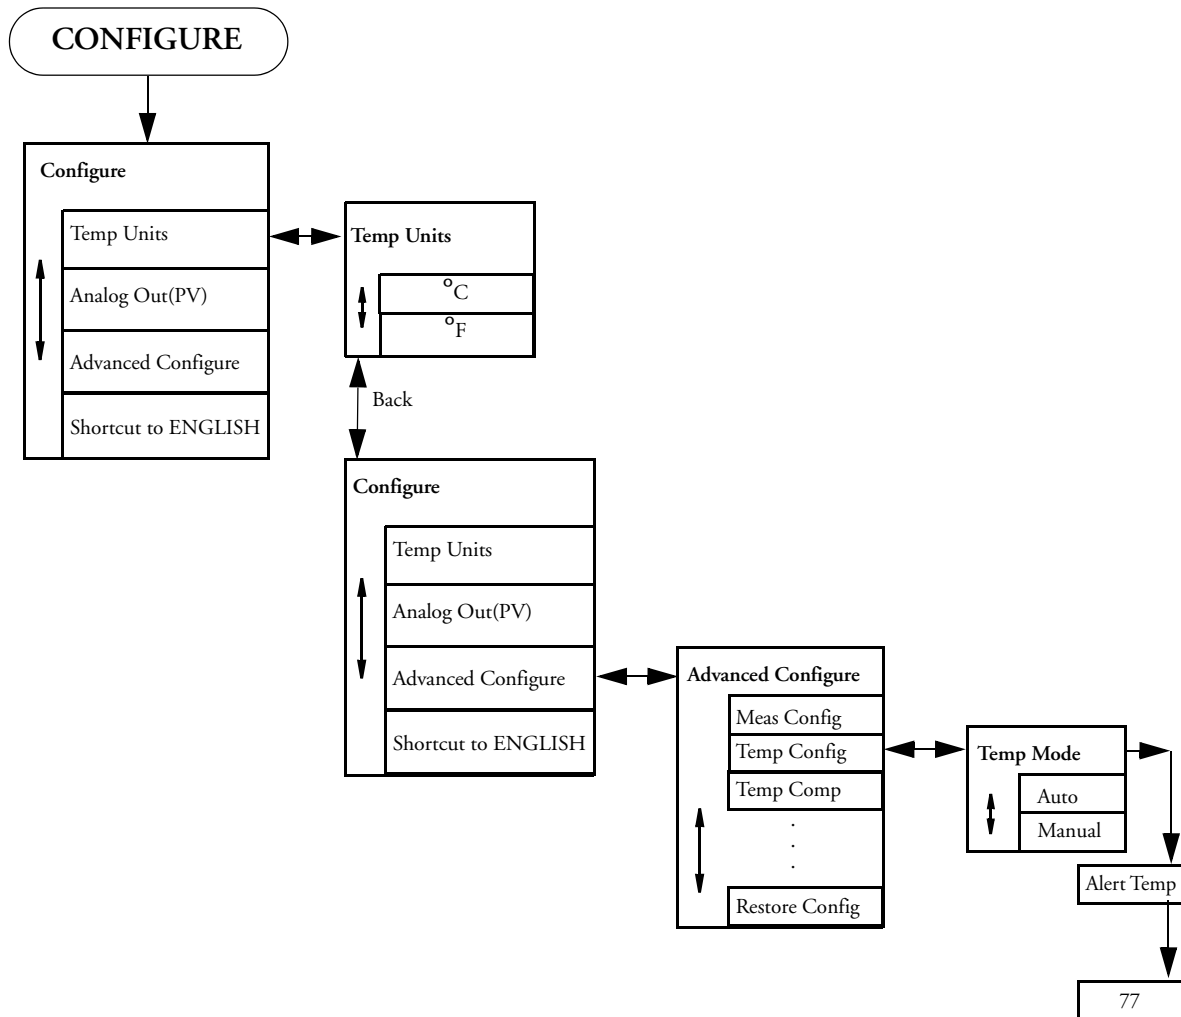 CONFIGURE
Configure
Temp Units
Analog Out(PV)
Advanced Configure
Shortcut to ENGLISH
Temp Units
°C
°F
Back
Configure
Temp Units
Analog Out(PV)
Advanced Configure
Shortcut to ENGLISH
Advanced Configure
Meas Config
Temp Config
Temp Comp
.
.
.
Restore Config
Temp Mode
Auto
Manual
Alert Temp
77